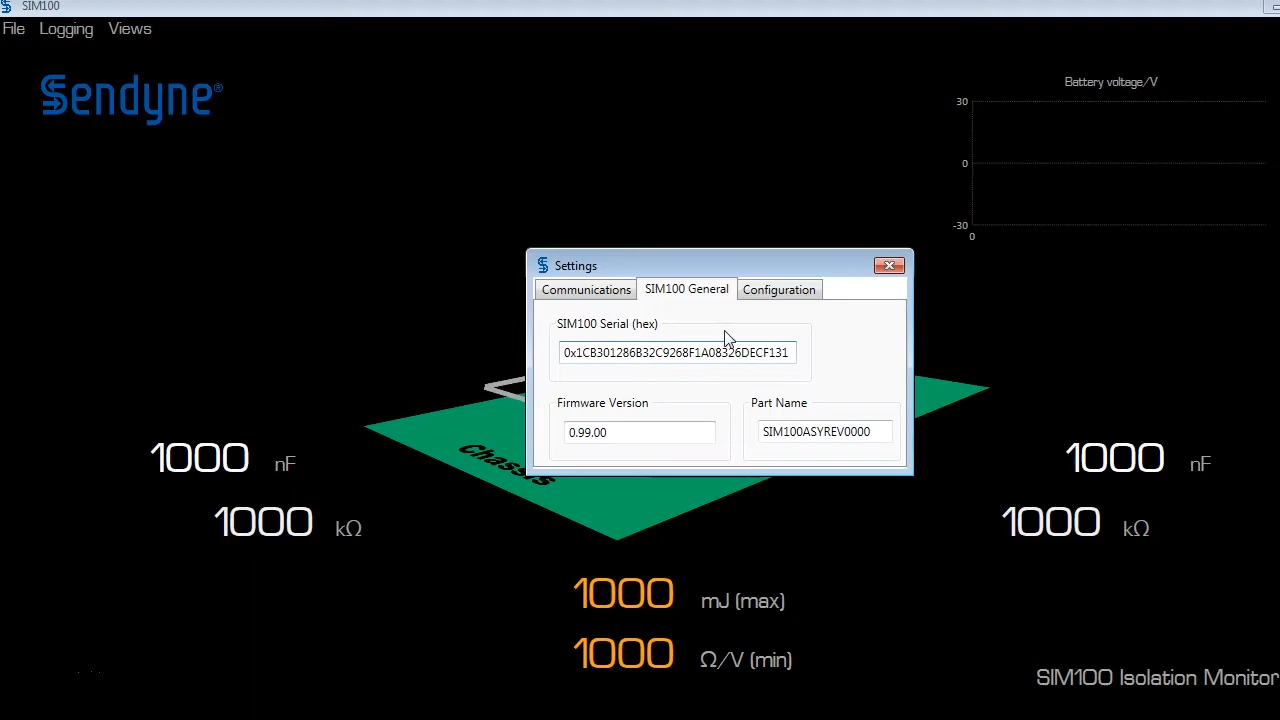 SIM100
File Logging Views
Sendyne®
Battery voltage/V
30
0
-30
0
Settings
Communications SIM100 General Configuration
SIM100 Serial (hex)
0x1CB301286B32C9268F1A08326DECF131
Firmware Version
0.99.00
Part Name
SIM100ASYREV0000
Chassis
1000 nF
1000 kΩ
1000 nF
1000 kΩ
1000 mJ (max)
1000 Ω/V (min)
SIM100 Isolation Monitor